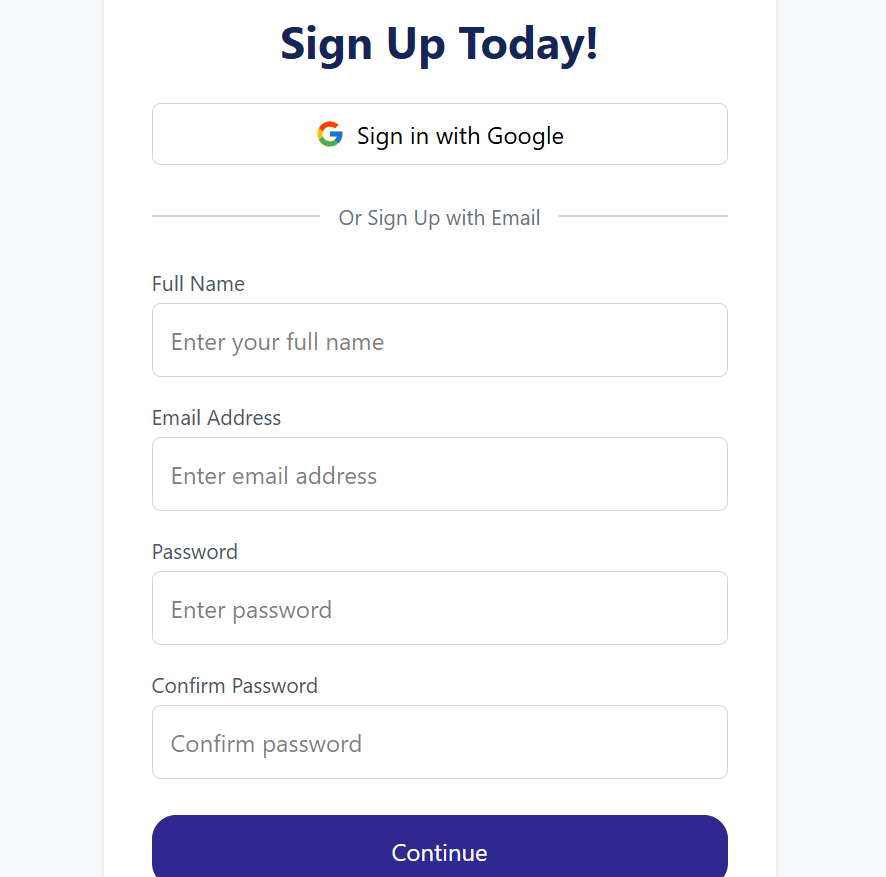 Sign Up Today!
Sign in with Google
Or Sign Up with Email
Full Name
Enter your full name
Email Address
Enter email address
Password
Enter password
Confirm Password
Confirm password
Continue